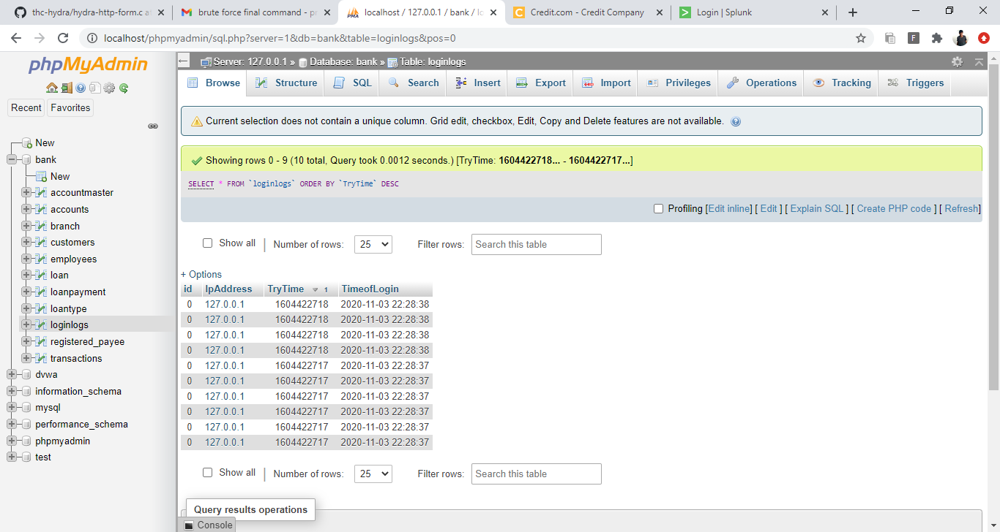 thc-hydra/hydra-http-form.c a
brute force final command - pr
localhost / 127.0.0.1 / bank / lo
Credit.com - Credit Company
Login | Splunk
localhost/phpmyadmin/sql.php?server=1&db=bank&table=loginlogs&pos=0
phpMyAdmin
Recent
Favorites
New
bank
New
accountmaster
accounts
branch
customers
employees
loan
loanpayment
loantype
loginlogs
registered_payee
transactions
dvwa
information_schema
mysql
performance_schema
phpmyadmin
test
Server: 127.0.0.1 » Database: bank » Table: loginlogs
Browse Structure SQL Search Insert Export Import Privileges Operations Tracking Triggers
Current selection does not contain a unique column. Grid edit, checkbox, Edit, Copy and Delete features are not available.
Showing rows 0 - 9 (10 total, Query took 0.0012 seconds.) [TryTime: 1604422718... - 1604422717...]
SELECT * FROM `loginlogs` ORDER BY `TryTime` DESC
Profiling [Edit inline] [ Edit ] [ Explain SQL ] [ Create PHP code ] [ Refresh]
Show all | Number of rows: 25 Filter rows: Search this table
+ Options
id IpAddress TryTime 1 TimeofLogin
0 127.0.0.1 1604422718 2020-11-03 22:28:38
0 127.0.0.1 1604422718 2020-11-03 22:28:38
0 127.0.0.1 1604422718 2020-11-03 22:28:38
0 127.0.0.1 1604422718 2020-11-03 22:28:38
0 127.0.0.1 1604422717 2020-11-03 22:28:37
0 127.0.0.1 1604422717 2020-11-03 22:28:37
0 127.0.0.1 1604422717 2020-11-03 22:28:37
0 127.0.0.1 1604422717 2020-11-03 22:28:37
0 127.0.0.1 1604422717 2020-11-03 22:28:37
0 127.0.0.1 1604422717 2020-11-03 22:28:37
Show all | Number of rows: 25 Filter rows: Search this table
Query results operations
Console